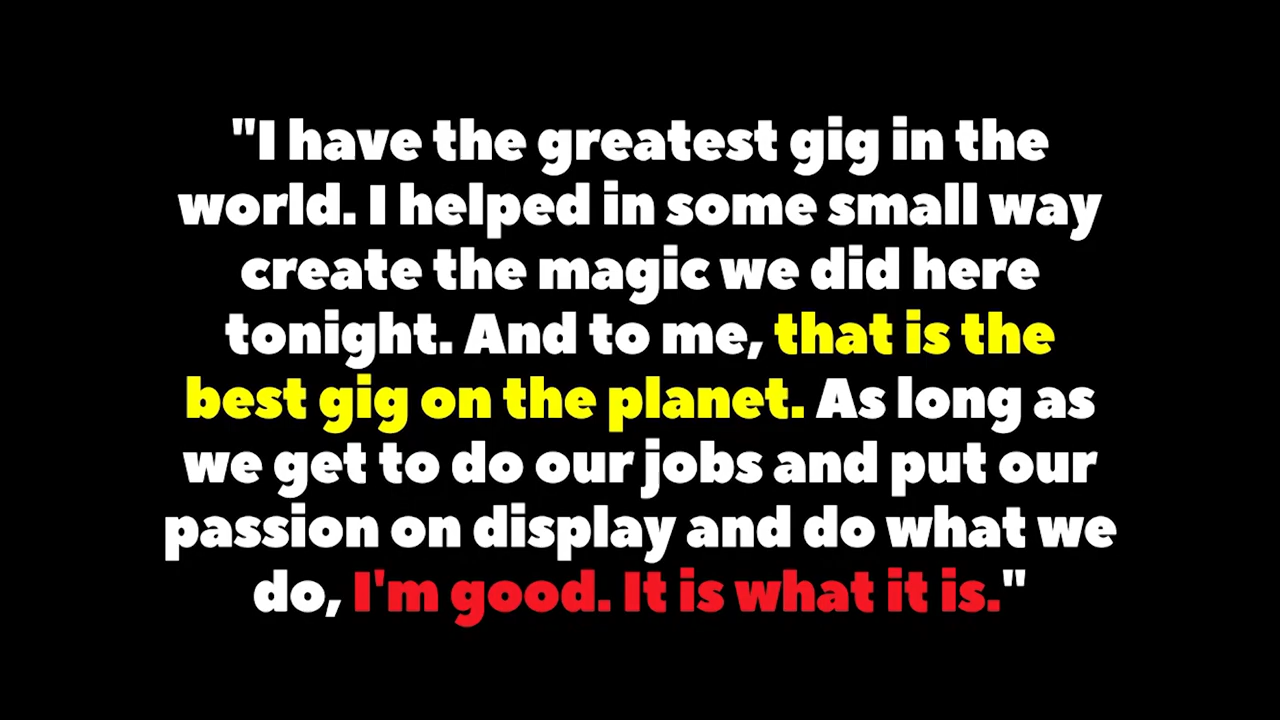 "I have the greatest gig in the
world. I helped in some small way
create the magic we did here
tonight. And to me, that is the
best gig on the planet. As long as
we get to do our jobs and put our
passion on display and do what we
do, I'm good. It is what it is."